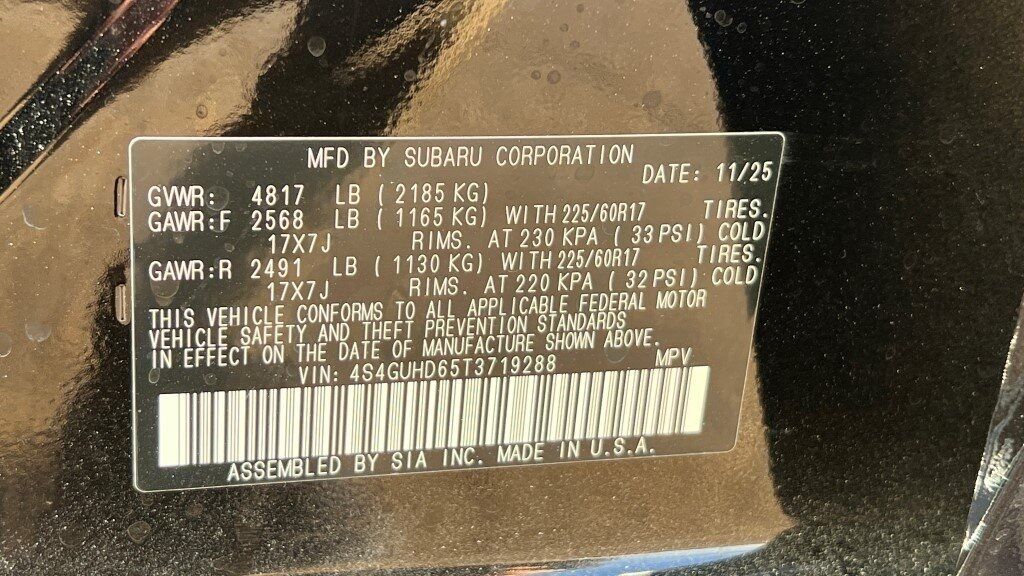 MFD BY SUBARU CORPORATION
DATE: 11/25
GVWR: 4817 LB ( 2185 KG)
GAWR:F 2568 LB ( 1165 KG) WITH 225/60R17 TIRES.
17X7J RIMS. AT 230 KPA ( 33 PSI) COLD
GAWR:R 2491 LB ( 1130 KG) WITH 225/60R17 TIRES.
17X7J RIMS. AT 220 KPA ( 32 PSI) COLD
THIS VEHICLE CONFORMS TO ALL APPLICABLE FEDERAL MOTOR
VEHICLE SAFETY AND THEFT PREVENTION STANDARDS
IN EFFECT ON THE DATE OF MANUFACTURE SHOWN ABOVE.
VIN: 4S4GUHD65T3719288 MPV
ASSEMBLED BY SIA INC. MADE IN U.S.A.